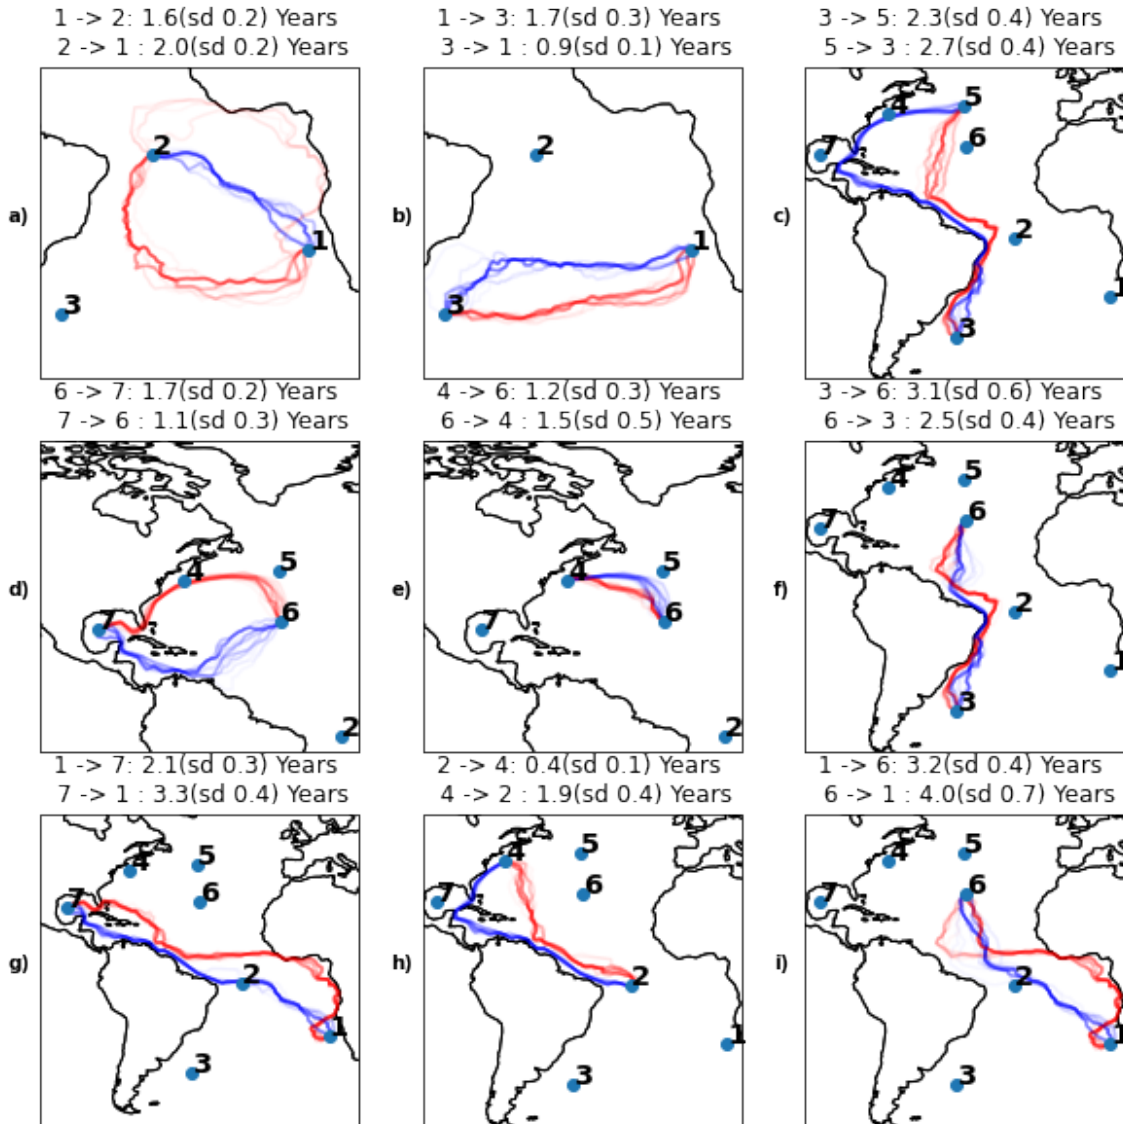 1 -> 2: 1.6(sd 0.2) Years
2 -> 1 : 2.0(sd 0.2) Years
1 -> 3: 1.7(sd 0.3) Years
3 -> 1 : 0.9(sd 0.1) Years
3 -> 5: 2.3(sd 0.4) Years
5 -> 3 : 2.7(sd 0.4) Years
a)
2
1
3
b)
2
1
3
c)
4
5
7
6
2
1
3
6 -> 7: 1.7(sd 0.2) Years
7 -> 6 : 1.1(sd 0.3) Years
4 -> 6: 1.2(sd 0.3) Years
6 -> 4 : 1.5(sd 0.5) Years
3 -> 6: 3.1(sd 0.6) Years
6 -> 3 : 2.5(sd 0.4) Years
d)
5
4
6
7
2
e)
5
4
6
7
2
f)
5
4
6
7
2
1
3
1 -> 7: 2.1(sd 0.3) Years
7 -> 1 : 3.3(sd 0.4) Years
2 -> 4: 0.4(sd 0.1) Years
4 -> 2 : 1.9(sd 0.4) Years
1 -> 6: 3.2(sd 0.4) Years
6 -> 1 : 4.0(sd 0.7) Years
g)
5
4
6
7
2
1
3
h)
4
5
6
7
2
1
3
i)
4
5
6
7
2
1
3